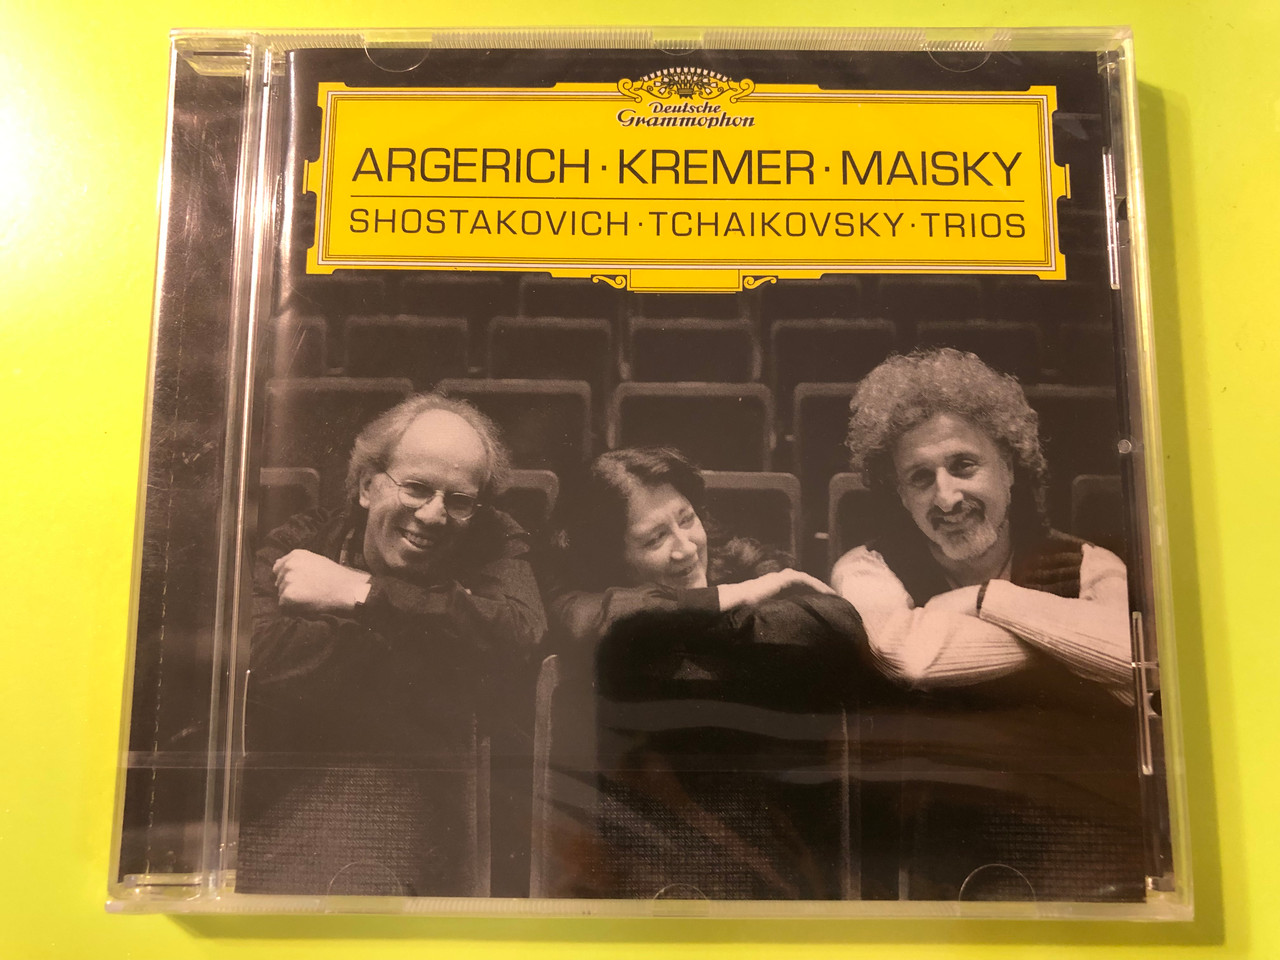 Deutsche
Grammophon
ARGERICH · KREMER · MAISKY
SHOSTAKOVICH · TCHAIKOVSKY · TRIOS